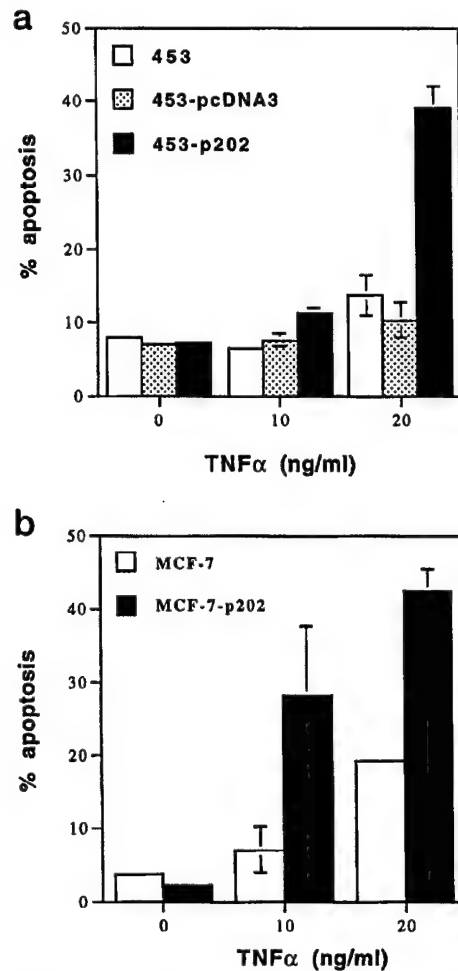 a
50
40
30
20
10
0
% apoptosis
453
453-pcDNA3
453-p202
0 10 20
TNFα (ng/ml)
b
50
40
30
20
10
0
% apoptosis
MCF-7
MCF-7-p202
0 10 20
TNFα (ng/ml)